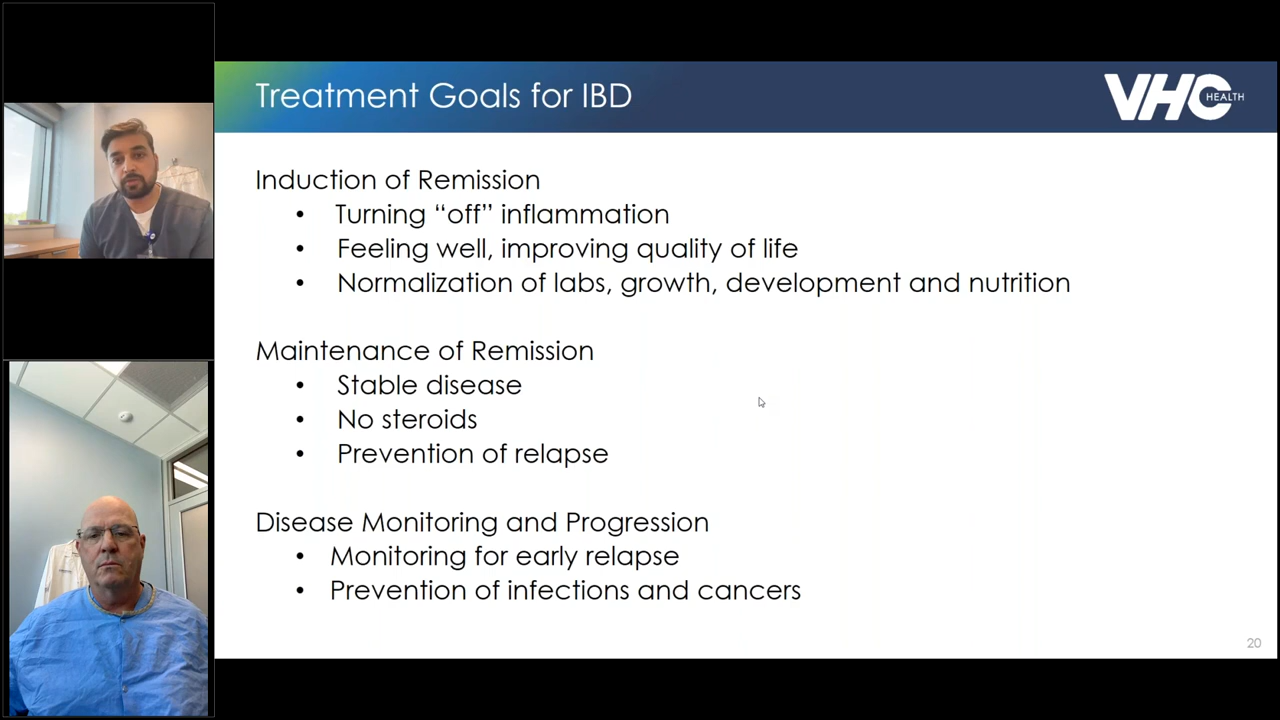 Treatment Goals for IBD
VHC HEALTH
Induction of Remission
• Turning “off” inflammation
• Feeling well, improving quality of life
• Normalization of labs, growth, development and nutrition
Maintenance of Remission
• Stable disease
• No steroids
• Prevention of relapse
Disease Monitoring and Progression
• Monitoring for early relapse
• Prevention of infections and cancers
20